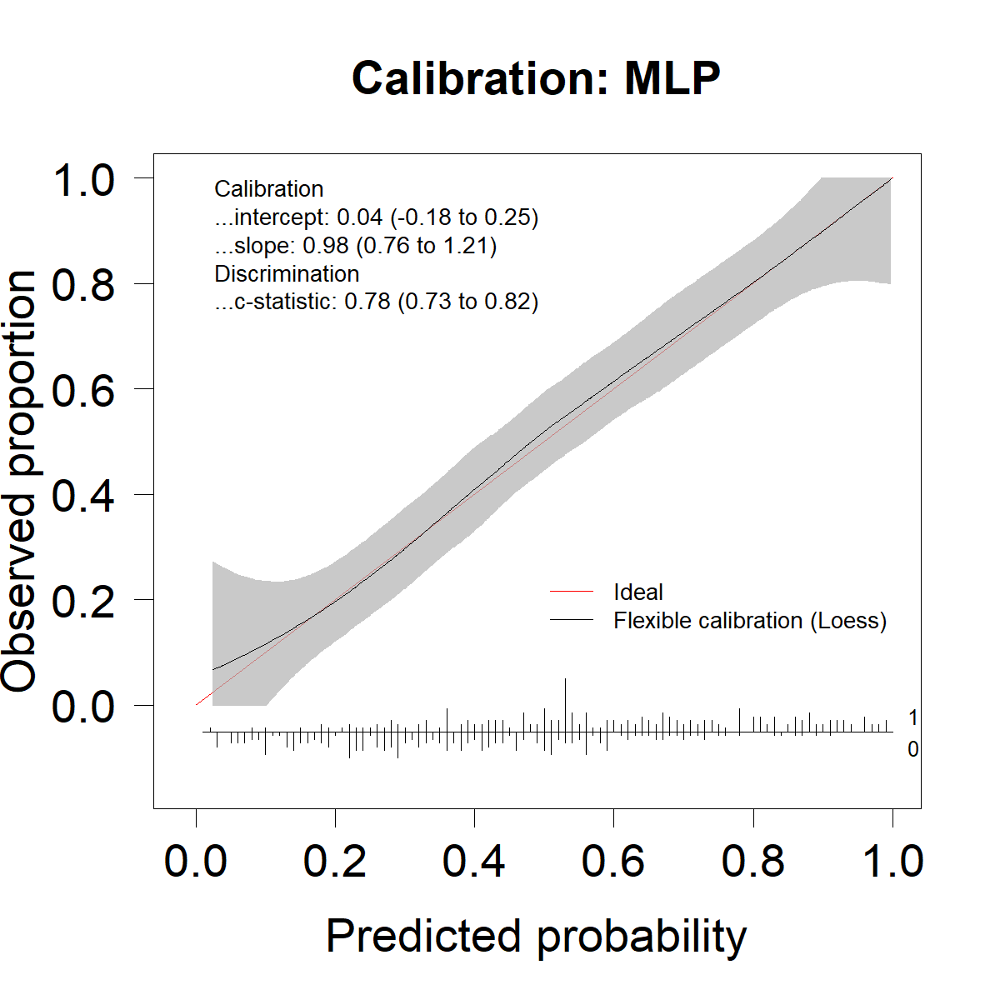 Calibration: MLP
Calibration
...intercept: 0.04 (-0.18 to 0.25)
...slope: 0.98 (0.76 to 1.21)
Discrimination
...c-statistic: 0.78 (0.73 to 0.82)
Observed proportion
1.0
0.8
0.6
0.4
0.2
0.0
Ideal
Flexible calibration (Loess)
1
0
0.0 0.2 0.4 0.6 0.8 1.0
Predicted probability